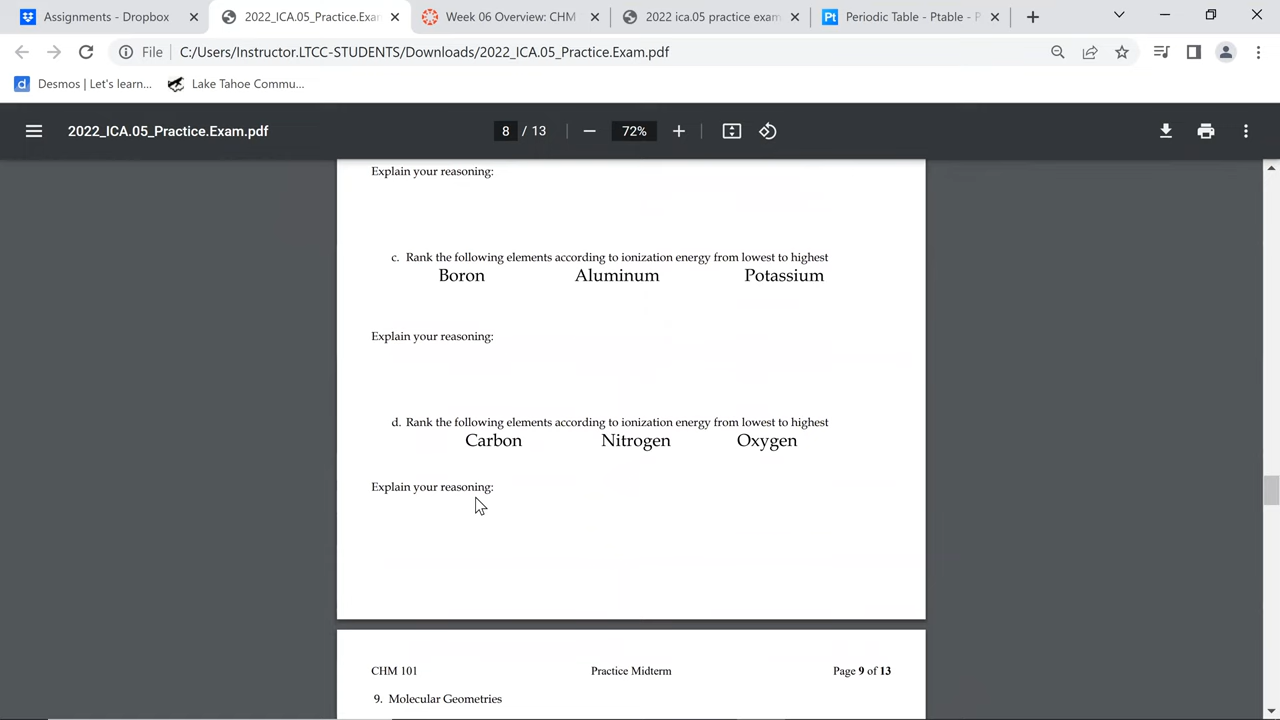 Assignments - Dropbox
2022_ICA.05_Practice.Exa
Week 06 Overview: CHM
2022 ica.05 practice exam
Periodic Table - Ptable - P
File C:/Users/Instructor.LTCC-STUDENTS/Downloads/2022_ICA.05_Practice.Exam.pdf
Desmos | Let's learn...
Lake Tahoe Commu...
2022_ICA.05_Practice.Exam.pdf
8 / 13
72%
Explain your reasoning:
c. Rank the following elements according to ionization energy from lowest to highest
Boron Aluminum Potassium
Explain your reasoning:
d. Rank the following elements according to ionization energy from lowest to highest
Carbon Nitrogen Oxygen
Explain your reasoning:
CHM 101 Practice Midterm Page 9 of 13
9. Molecular Geometries